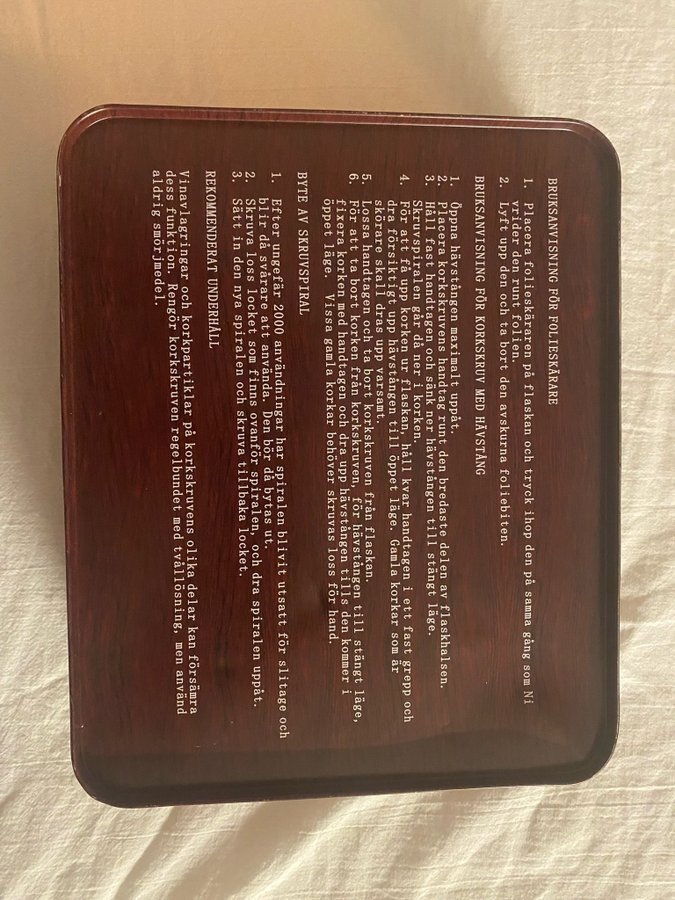 BRUKSANVISNING FÖR FOLIESKÄRARE
1. Placera folieskäraren på flaskan och tryck ihop den på samma gång som Ni
vrider den runt folien.
2. Lyft upp den och ta bort den avskurna foliebiten.
BRUKSANVISNING FÖR KORKSKRUV MED HÄVSTÅNG
1. Öppna hävstången maximalt uppåt.
2. Placera korkskruvens handtag runt den bredaste delen av flaskhalsen.
3. Håll fast handtagen och sänk ner hävstången till stängt läge.
Skruvspiralen går då ner i korken.
4. För att få upp korken ur flaskan, håll kvar handtagen i ett fast grepp och
dra försiktigt upp hävstången till öppet läge. Gamla korkar som är
skörare skall dras upp varsamt.
5. Lossa handtagen och ta bort korkskruven från flaskan.
6. För att ta bort korken från korkskruven, för hävstången till stängt läge,
fixera korken med handtagen och dra upp hävstången tills den kommer i
öppet läge. Vissa gamla korkar behöver skruvas loss för hand.
BYTE AV SKRUVSPIRAL
1. Efter ungefär 2000 användningar har spiralen blivit utsatt för slitage och
blir då svårare att använda. Den bör då bytas ut.
2. Skruva loss locket som finns ovanför spiralen, och dra spiralen uppåt.
3. Sätt in den nya spiralen och skruva tillbaka locket.
REKOMMENDERAT UNDERHÅLL
Vinavlagringar och korkpartiklar på korkskruvens olika delar kan försämra
dess funktion. Rengör korkskruven regelbundet med tvållösning, men använd
aldrig smörjmedel.